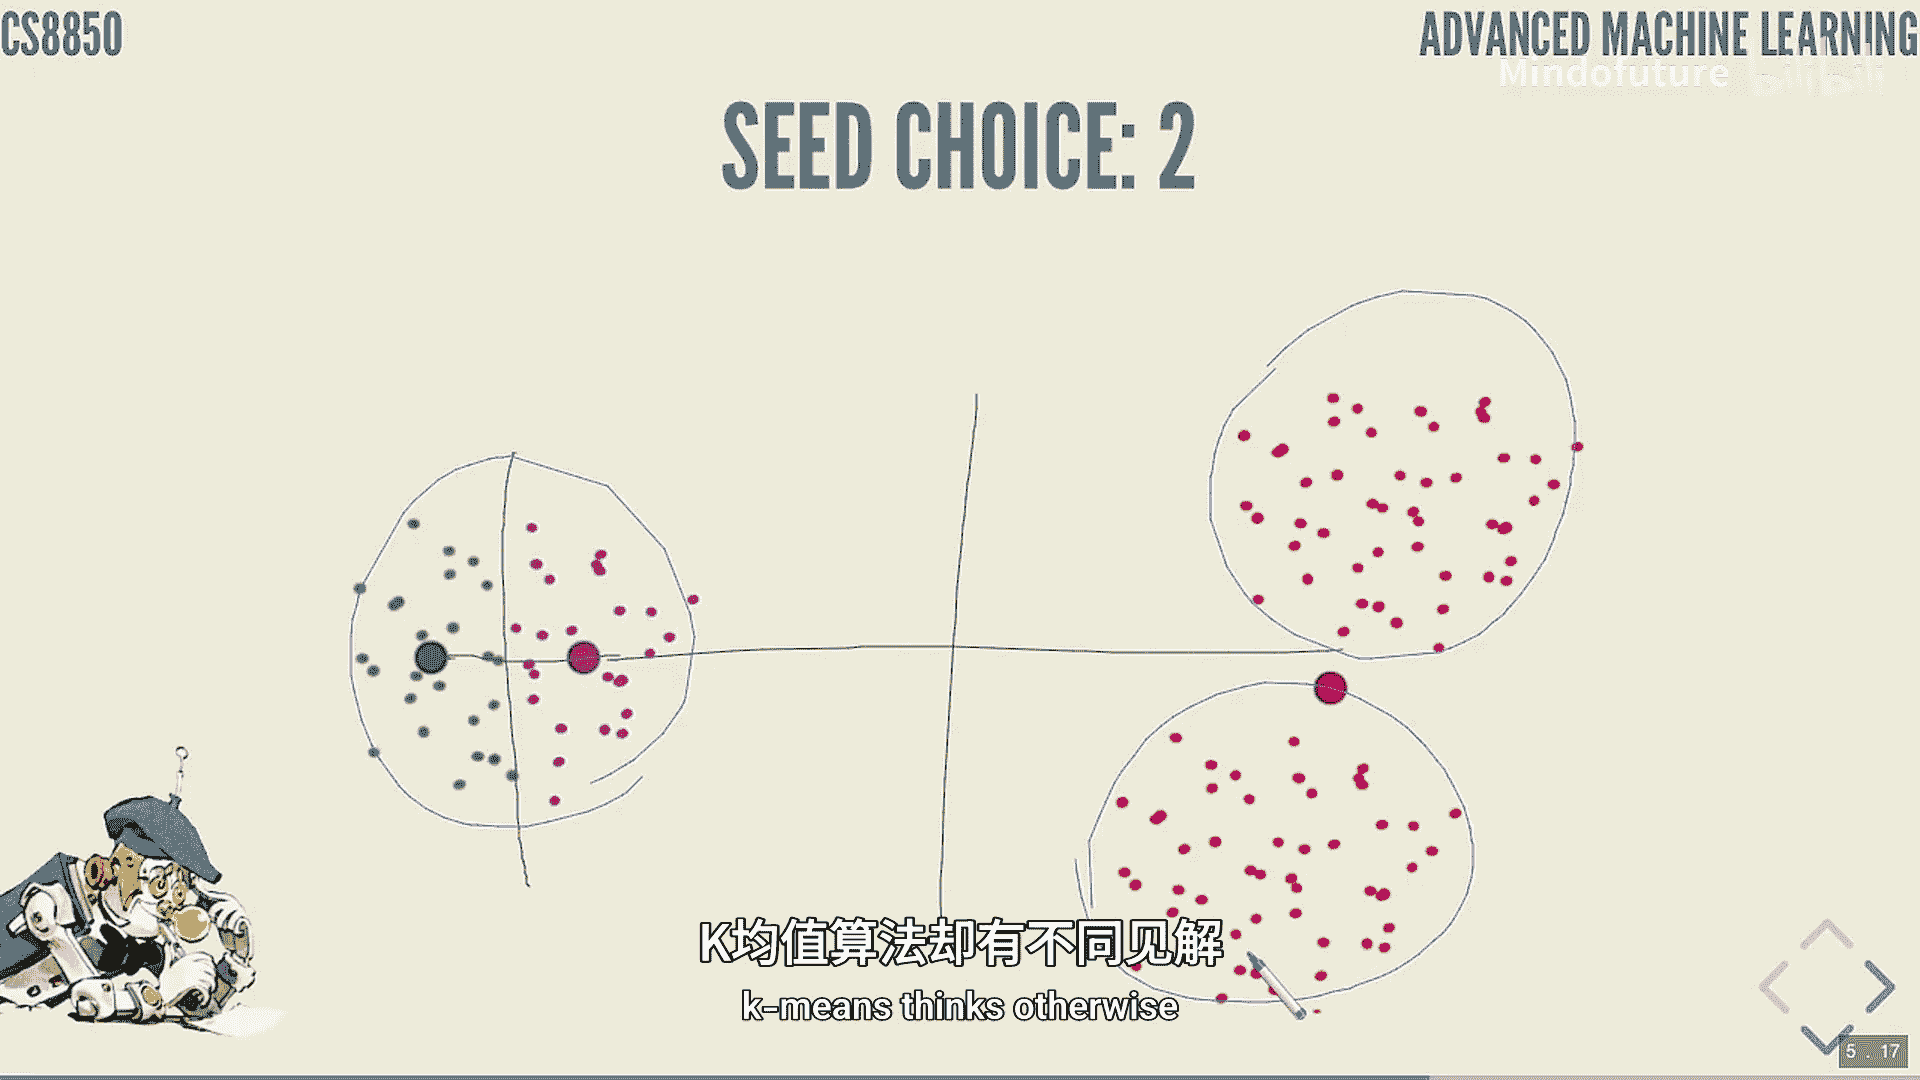 CS8850
ADVANCED MACHINE LEARNING
Mindofuture bilibili
SEED CHOICE: 2
K均值算法却有不同见解
k-means thinks otherwise
5 / 17